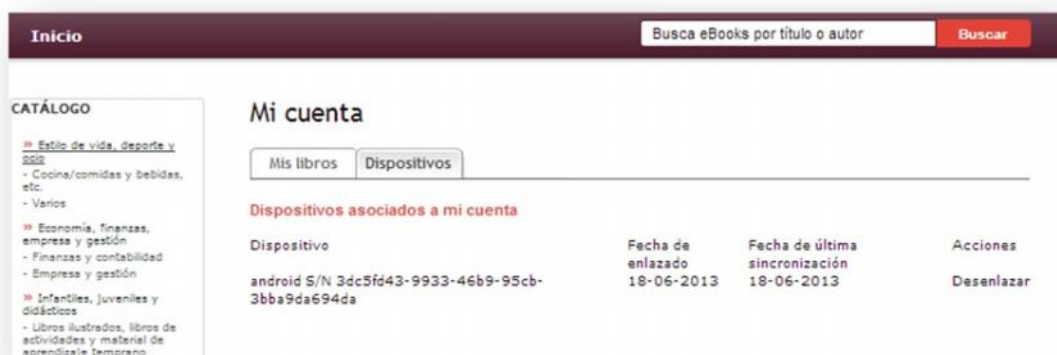 Inicio
Busca eBooks por título o autor
Buscar
CATÁLOGO
» Estilo de vida, deporte y
ocio
- Cocina/comidas y bebidas,
etc.
- Varios
» Economía, finanzas,
empresa y gestión
- Finanzas y contabilidad
- Empresa y gestión
» Infantiles, juveniles y
didácticos
- Libros ilustrados, libros de
actividades y material de
aprendizaje temprano
Mi cuenta
Mis libros
Dispositivos
Dispositivos asociados a mi cuenta
Dispositivo
Fecha de
enlazado
Fecha de última
sincronización
Acciones
android S/N 3dc5fd43-9933-46b9-95cb-
3bba9da694da
18-06-2013
18-06-2013
Desenlazar